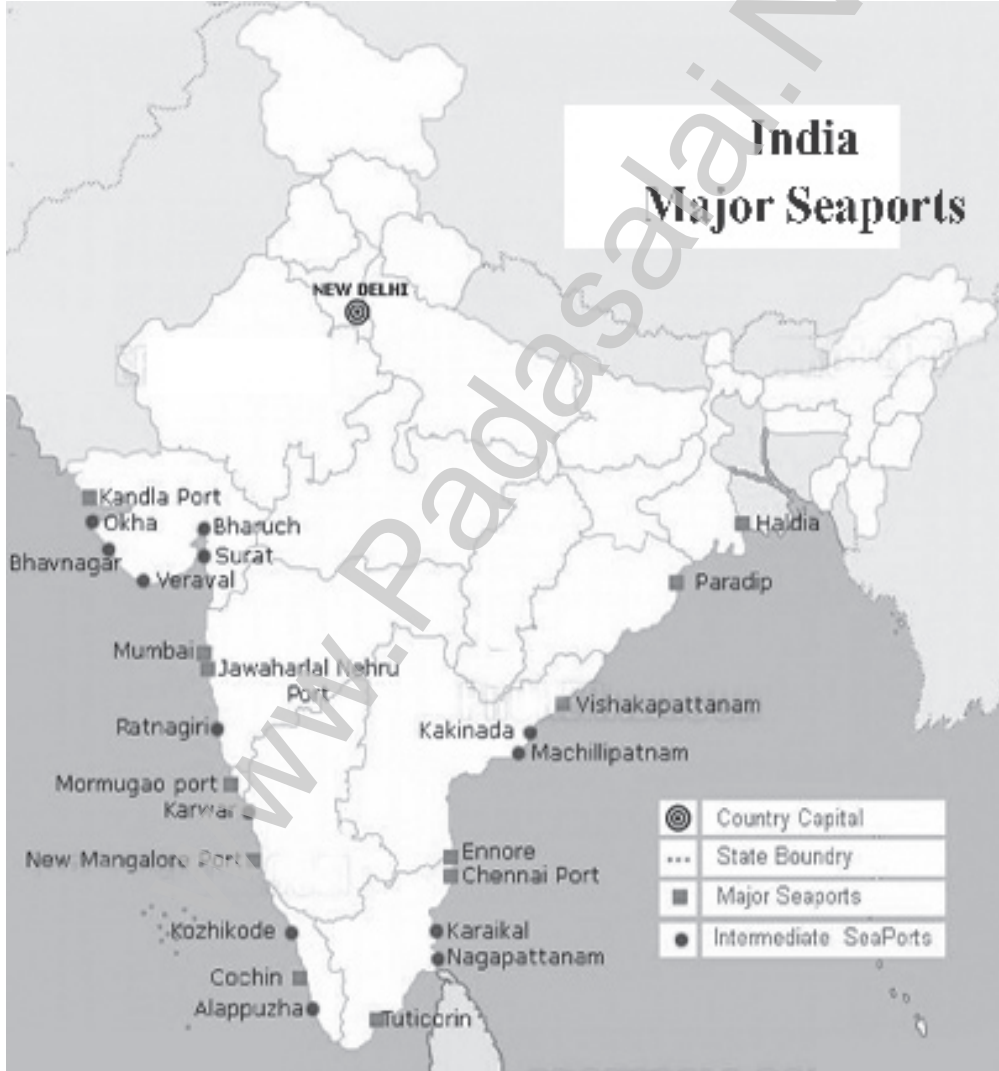 India
Major Seaports
NEW DELHI
Kandla Port
Okha
Bharuch
Bhavnagar
Surat
Veraval
Haldia
Paradip
Mumbai
Jawaharlal Nehru
Port
Ratnagiri
Vishakapattanam
Kakinada
Machillipatnam
Mormugao port
Karwar
New Mangalore Port
Ennore
Chennai Port
Kozhikode
Karaikal
Nagapattanam
Cochin
Alappuzha
Tuticorin
Country Capital
State Boundry
Major Seaports
Intermediate SeaPorts
www.Padasalai.N